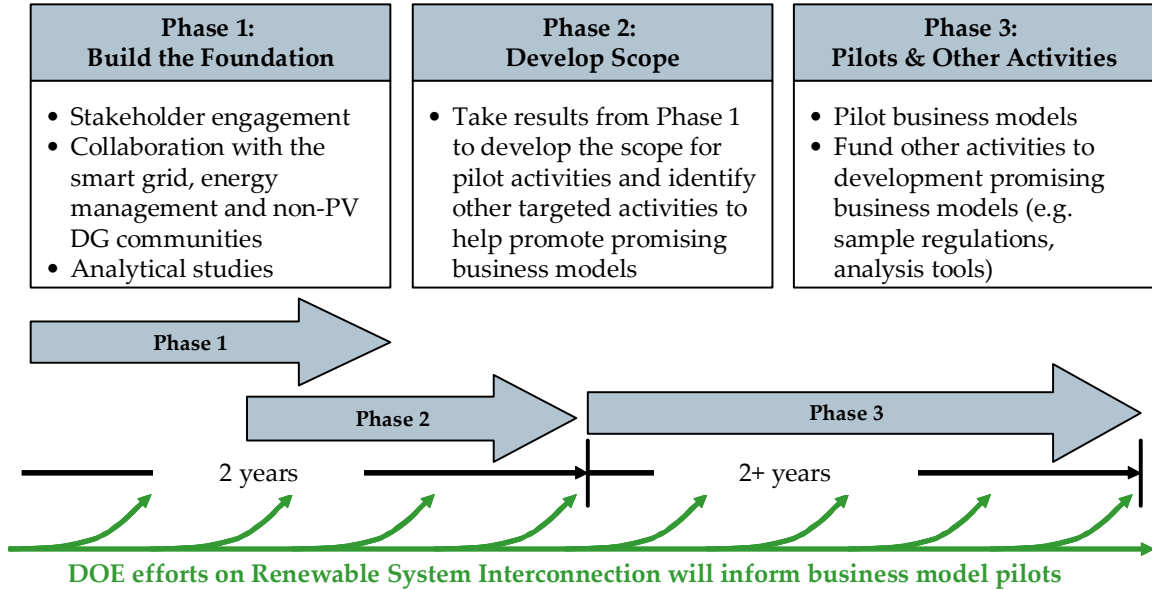 Phase 1:
Build the Foundation
• Stakeholder engagement
• Collaboration with the
smart grid, energy
management and non-PV
DG communities
• Analytical studies
Phase 2:
Develop Scope
• Take results from Phase 1
to develop the scope for
pilot activities and identify
other targeted activities to
help promote promising
business models
Phase 3:
Pilots & Other Activities
• Pilot business models
• Fund other activities to
development promising
business models (e.g.
sample regulations,
analysis tools)
Phase 1
Phase 2
Phase 3
2 years
2+ years
DOE efforts on Renewable System Interconnection will inform business model pilots